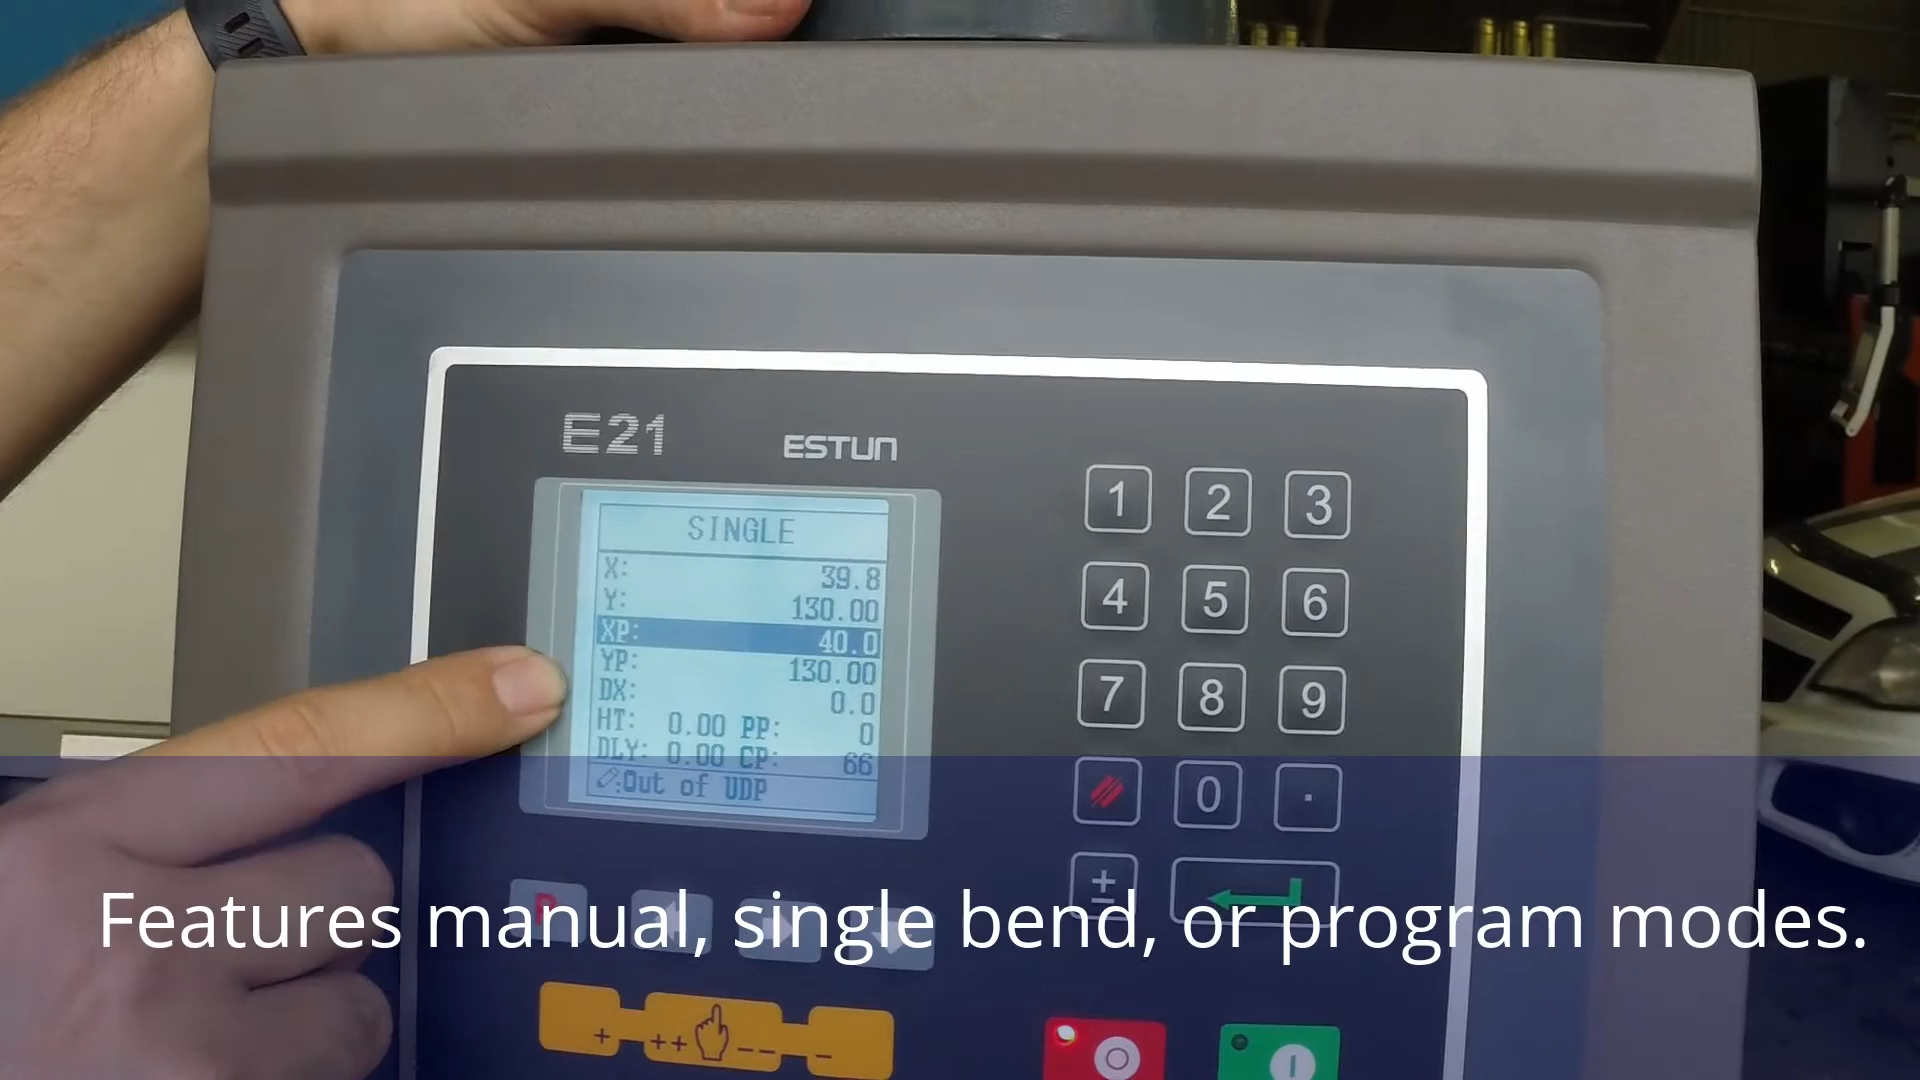 E21
ESTUN
SINGLE
X: 39.8
Y: 130.00
XP: 40.0
YP: 130.00
DX: 0.0
HT: 0.00 PP: 0
DLY: 0.00 CP: 66
:Out of UDP
1 2 3
4 5 6
7 8 9
0 .
±
P
Features manual, single bend, or program modes.
+ ++ -- -